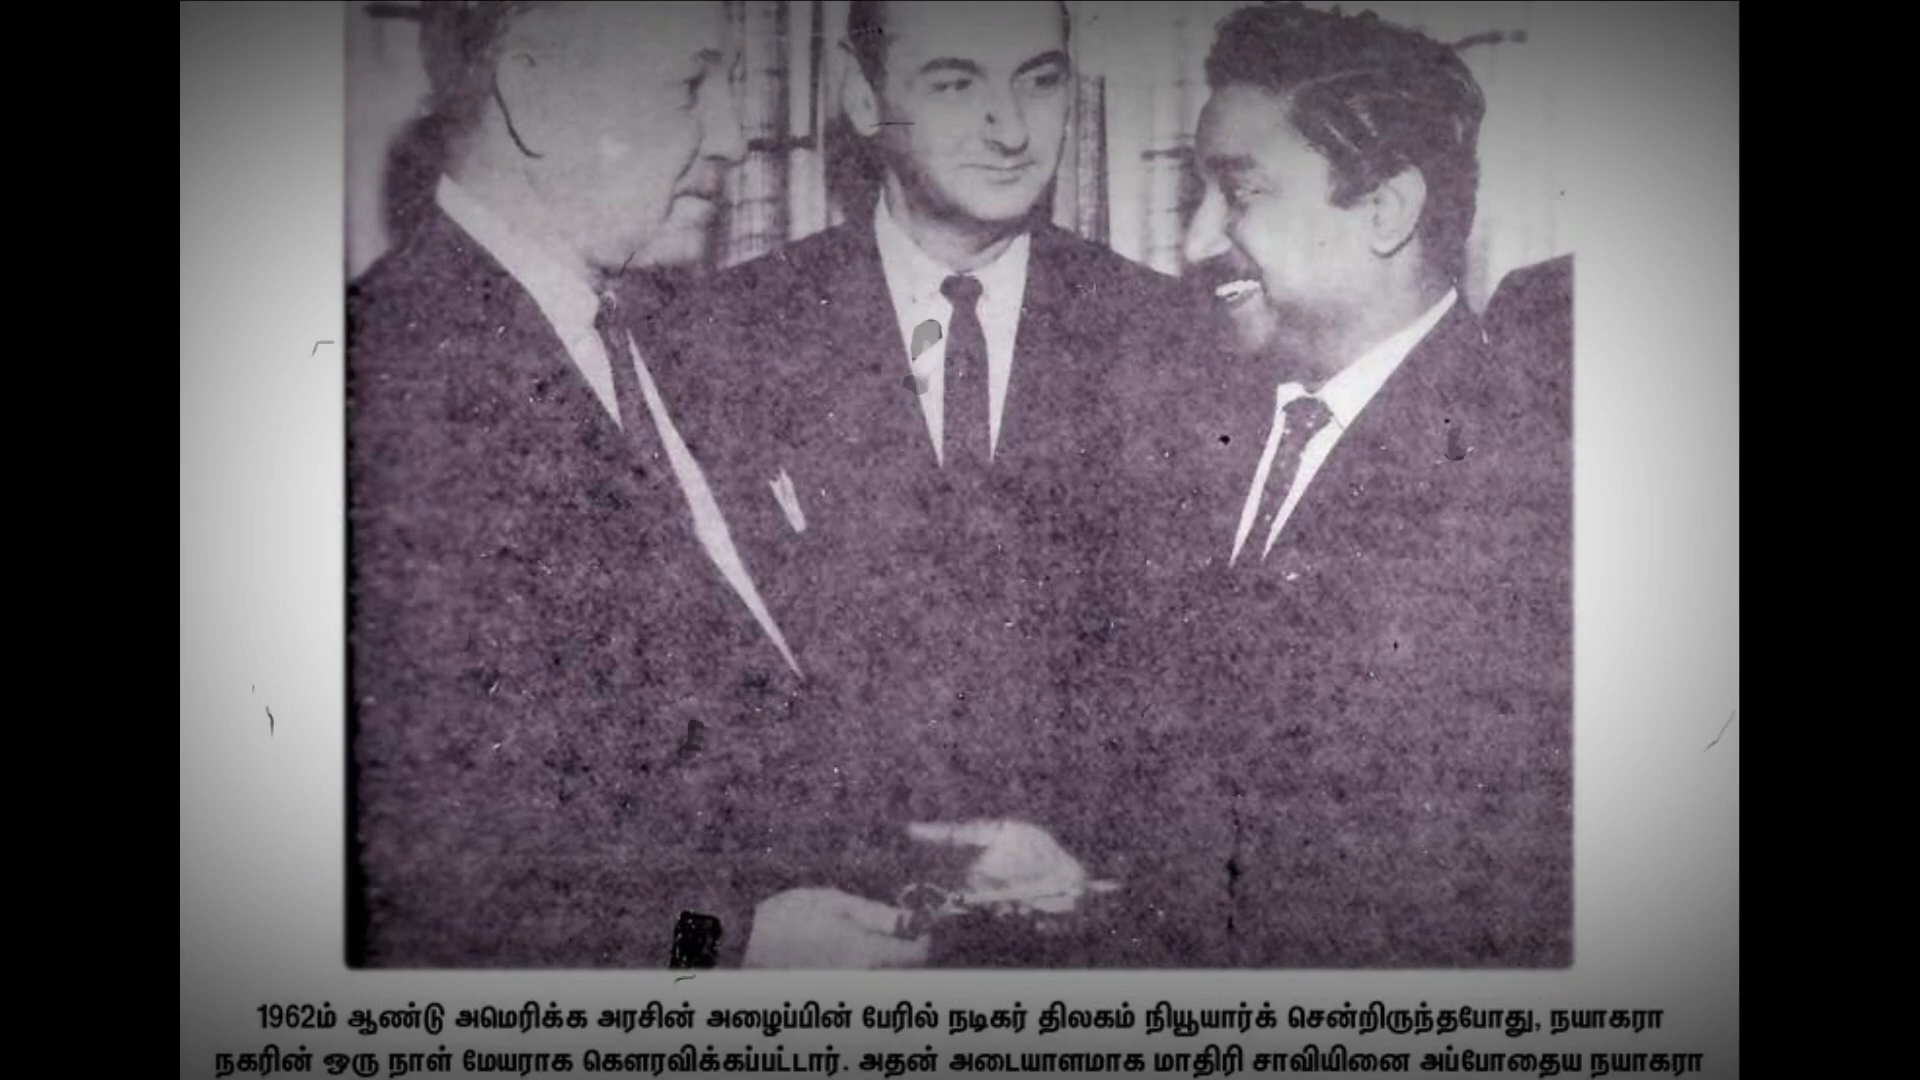 1962ம் ஆண்டு அமெரிக்க அரசின் அழைப்பின் பேரில் நடிகர் திலகம் நியூயார்க் சென்றிருந்தபோது, நயாகரா
நகரின் ஒரு நாள் மேயராக கௌரவிக்கப்பட்டார். அதன் அடையாளமாக மாதிரி சாவியினை அப்போதைய நயாகரா